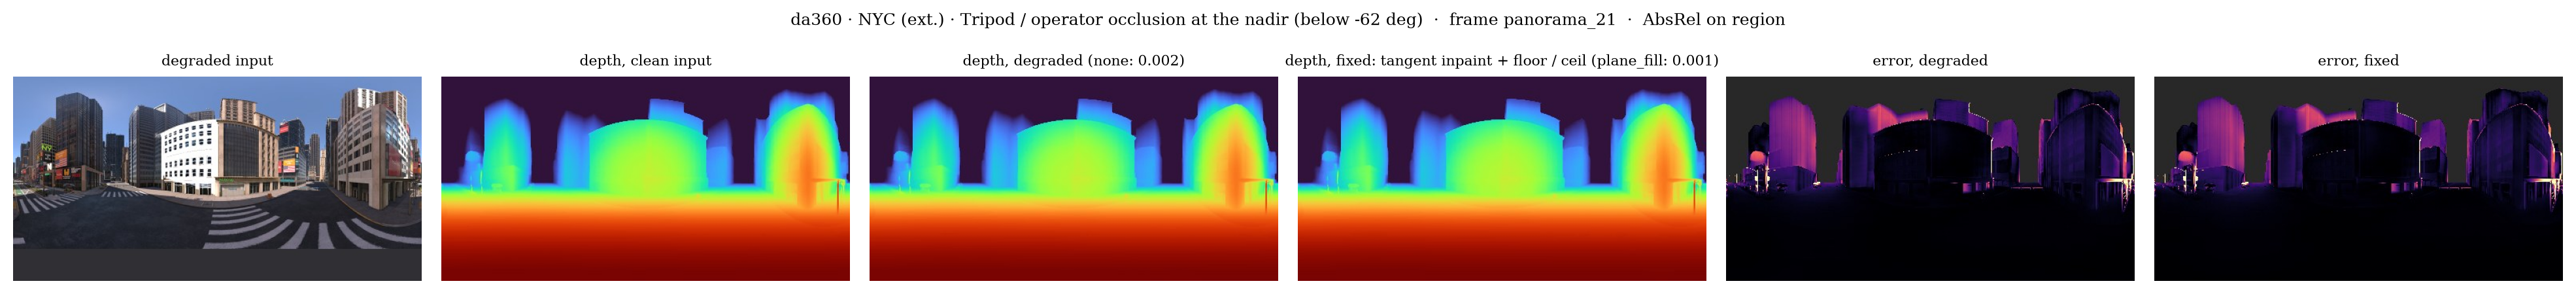 da360 · NYC (ext.) · Tripod / operator occlusion at the nadir (below -62 deg) · frame panorama_21 · AbsRel on region
degraded input
depth, clean input
depth, degraded (none: 0.002)
depth, fixed: tangent inpaint + floor / ceil (plane_fill: 0.001)
error, degraded
error, fixed